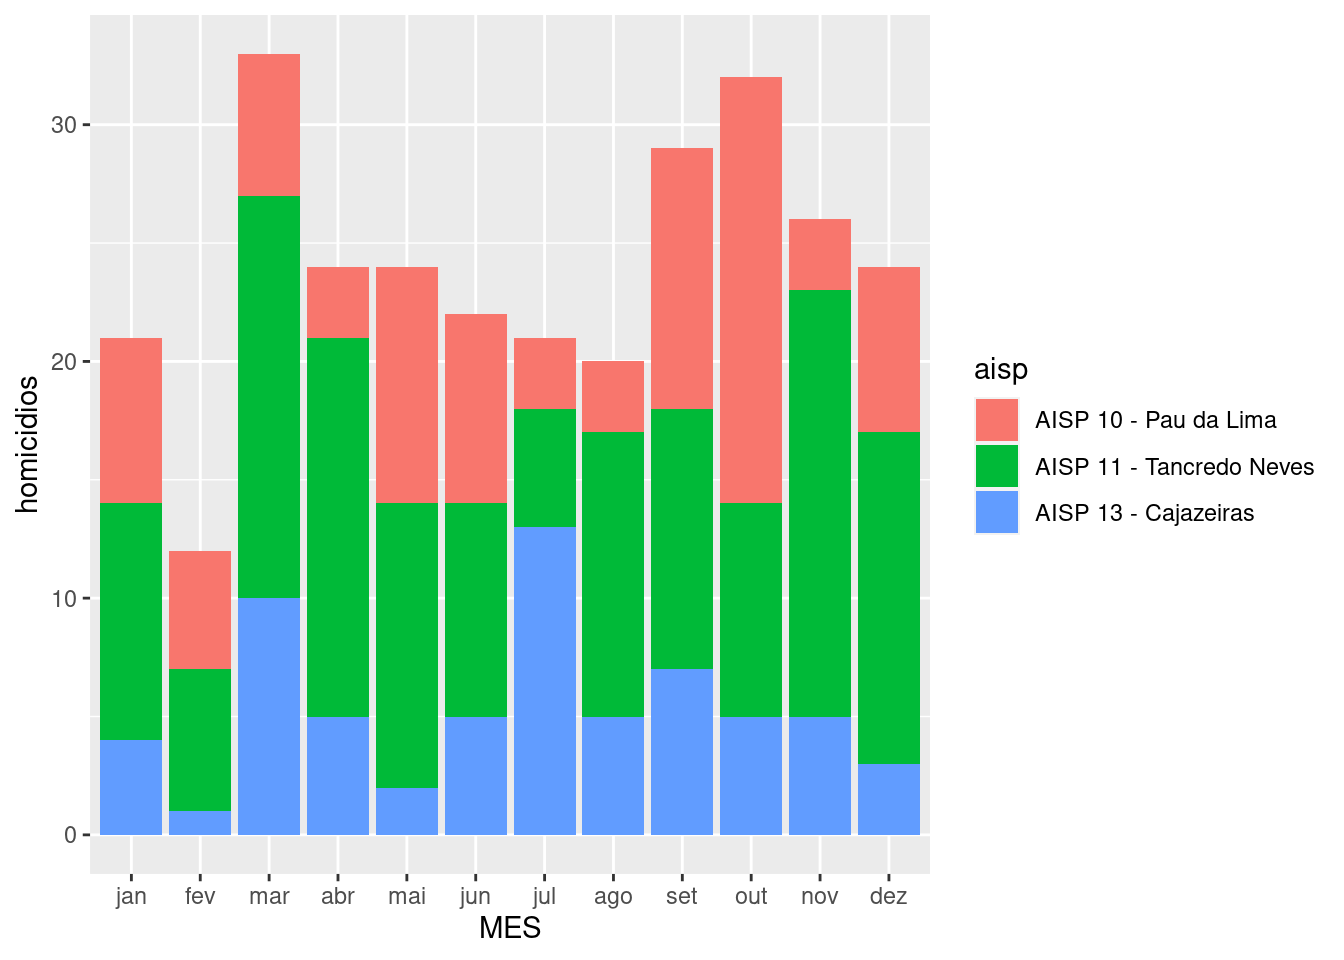 30
20
10
0
homicidios
jan fev mar abr mai jun jul ago set out nov dez
MES
aisp
AISP 10 - Pau da Lima
AISP 11 - Tancredo Neves
AISP 13 - Cajazeiras